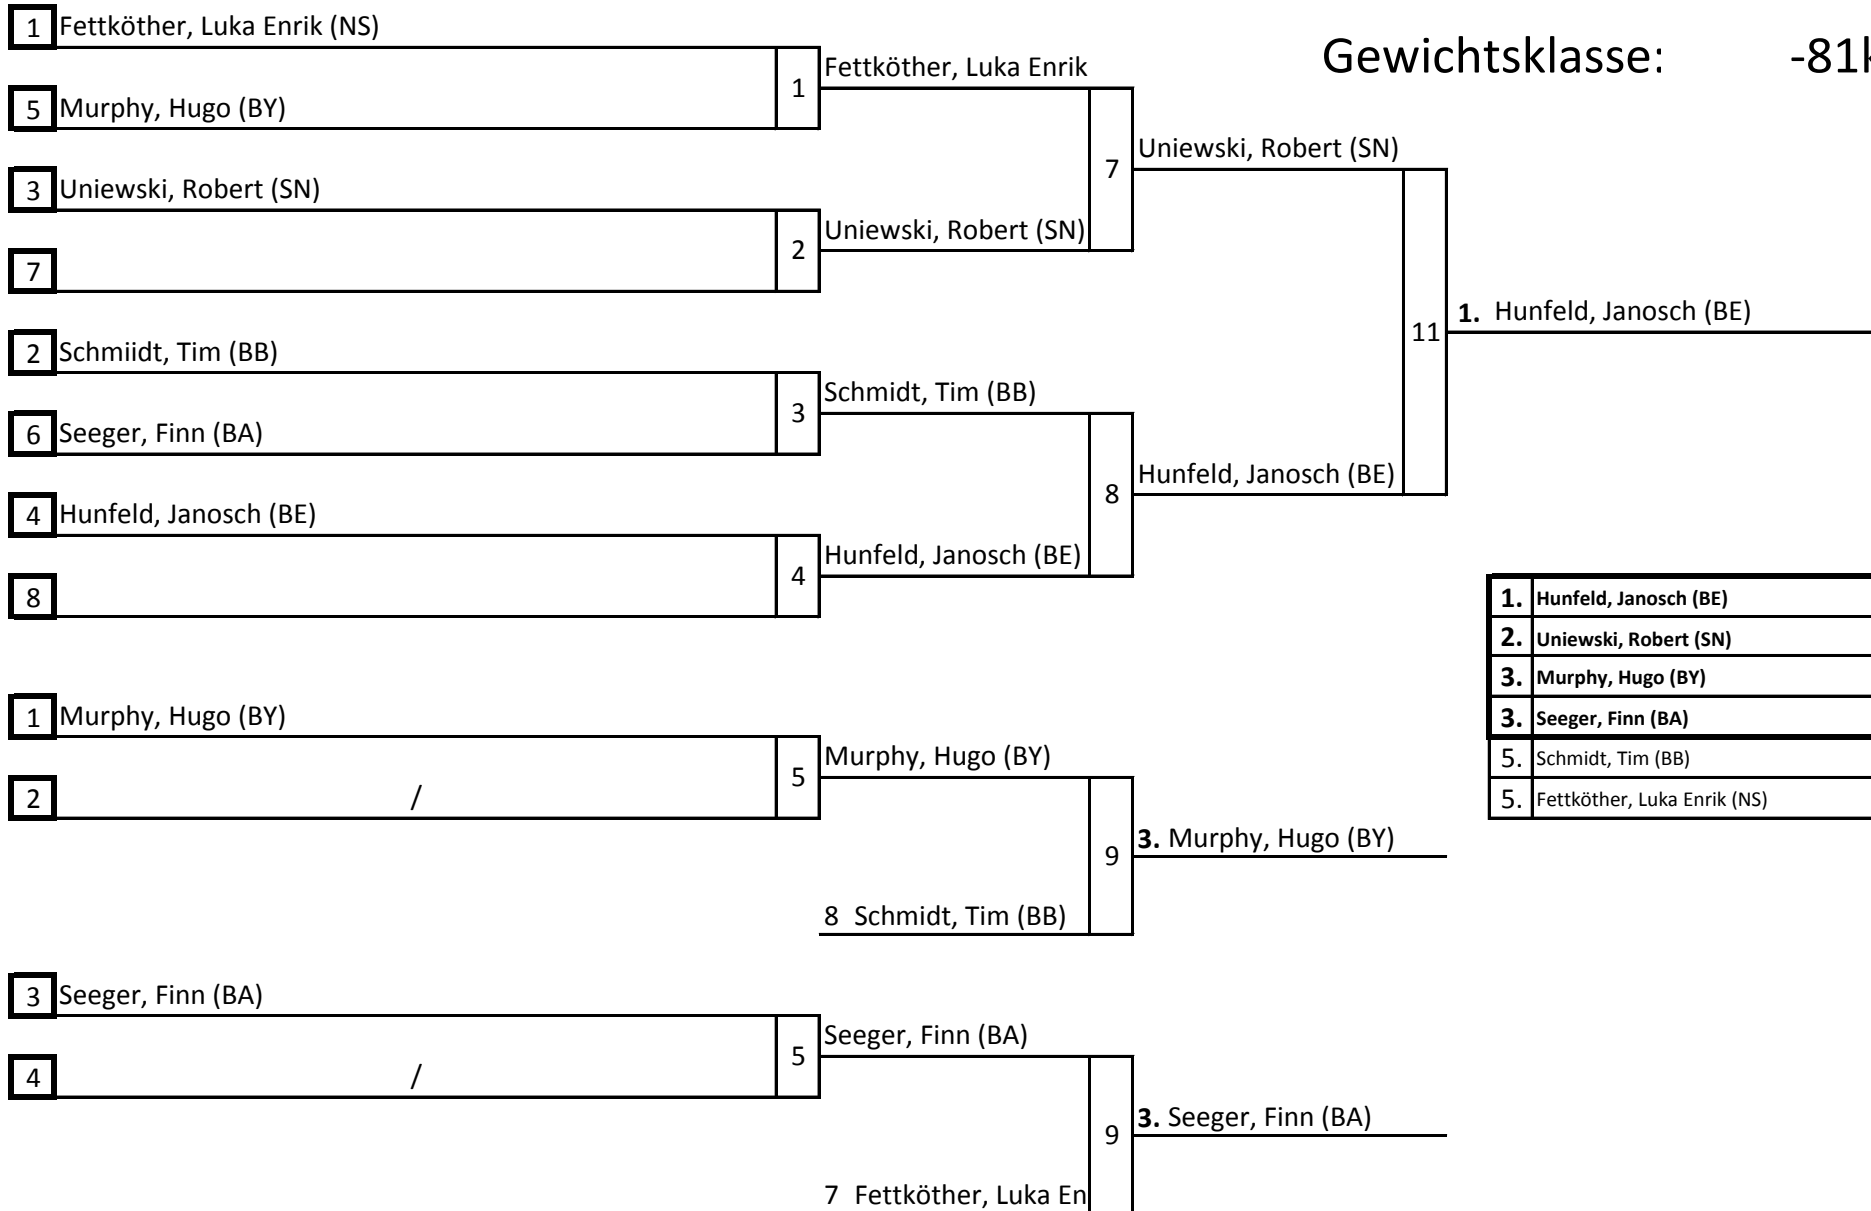 1 Fettköther, Luka Enrik (NS)
Gewichtsklasse: -81k
1 Fettköther, Luka Enrik
5 Murphy, Hugo (BY)
7 Uniewski, Robert (SN)
3 Uniewski, Robert (SN)
2 Uniewski, Robert (SN)
7
11 1. Hunfeld, Janosch (BE)
2 Schmiidt, Tim (BB)
3 Schmidt, Tim (BB)
6 Seeger, Finn (BA)
8 Hunfeld, Janosch (BE)
4 Hunfeld, Janosch (BE)
4 Hunfeld, Janosch (BE)
8
1. Hunfeld, Janosch (BE)
2. Uniewski, Robert (SN)
3. Murphy, Hugo (BY)
3. Seeger, Finn (BA)
5. Schmidt, Tim (BB)
5. Fettköther, Luka Enrik (NS)
1 Murphy, Hugo (BY)
5 Murphy, Hugo (BY)
2 /
9 3. Murphy, Hugo (BY)
8 Schmidt, Tim (BB)
3 Seeger, Finn (BA)
5 Seeger, Finn (BA)
4 /
9 3. Seeger, Finn (BA)
7 Fettköther, Luka En